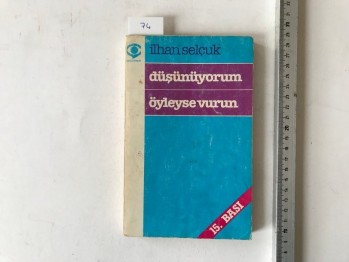 74
ilhan selçuk
düşünüyorum
öyleyse vurun
15. BASI